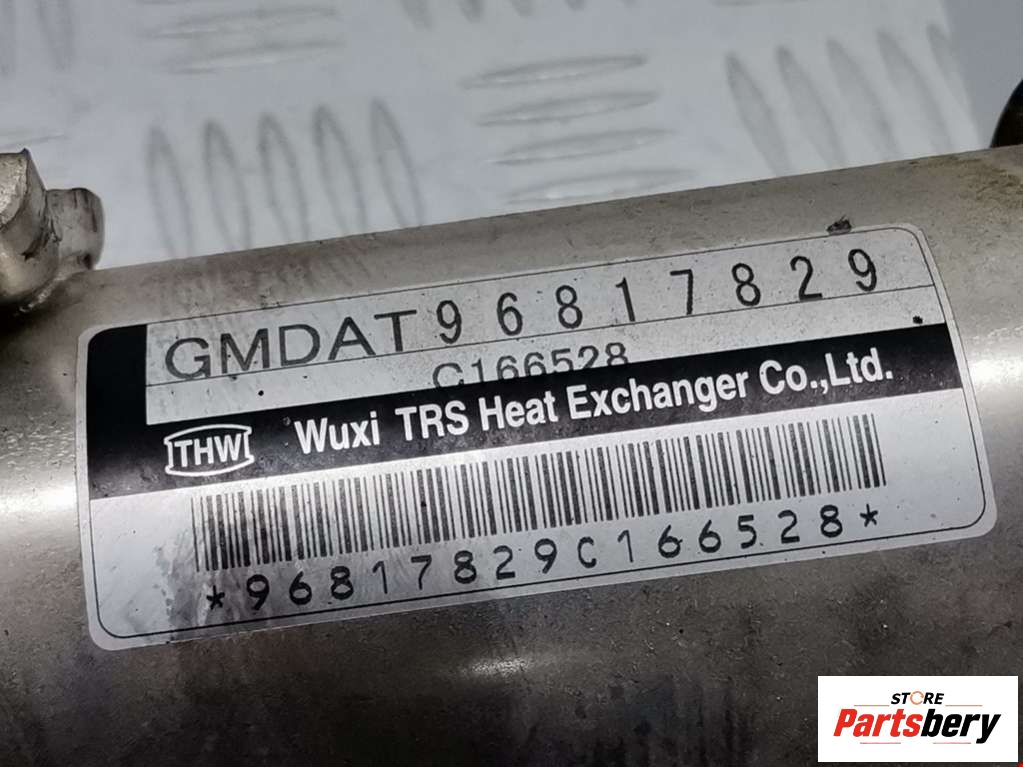 GMDAT 96817829
C166528
THW Wuxi TRS Heat Exchanger Co.,Ltd.
*96817829C166528*
STORE
Partsbery